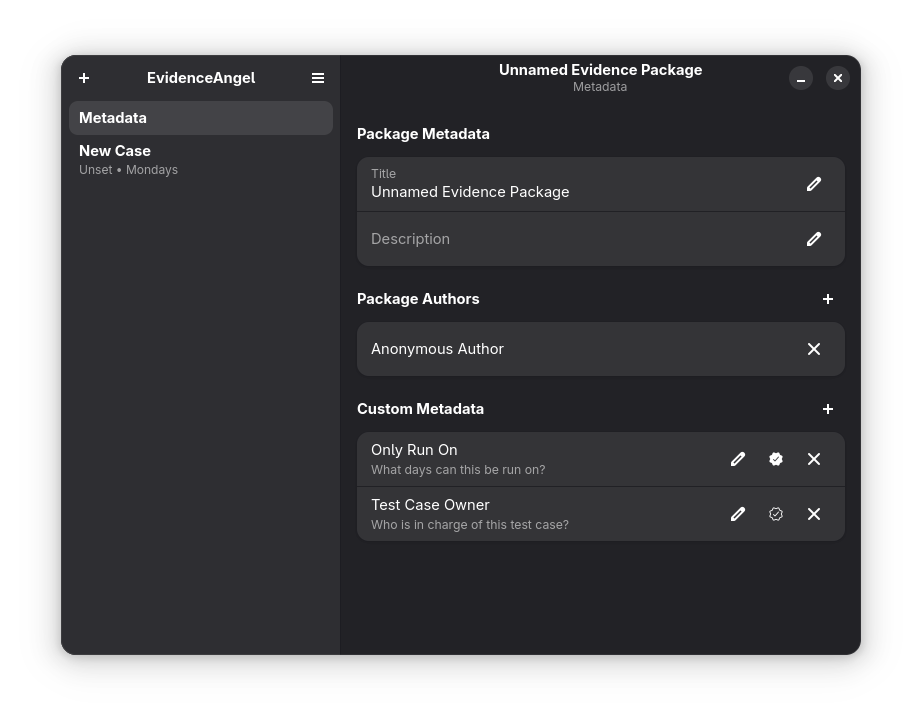 EvidenceAngel
Metadata
New Case
Unset • Mondays
Unnamed Evidence Package
Metadata
Package Metadata
Title
Unnamed Evidence Package
Description
Package Authors
Anonymous Author
Custom Metadata
Only Run On
What days can this be run on?
Test Case Owner
Who is in charge of this test case?